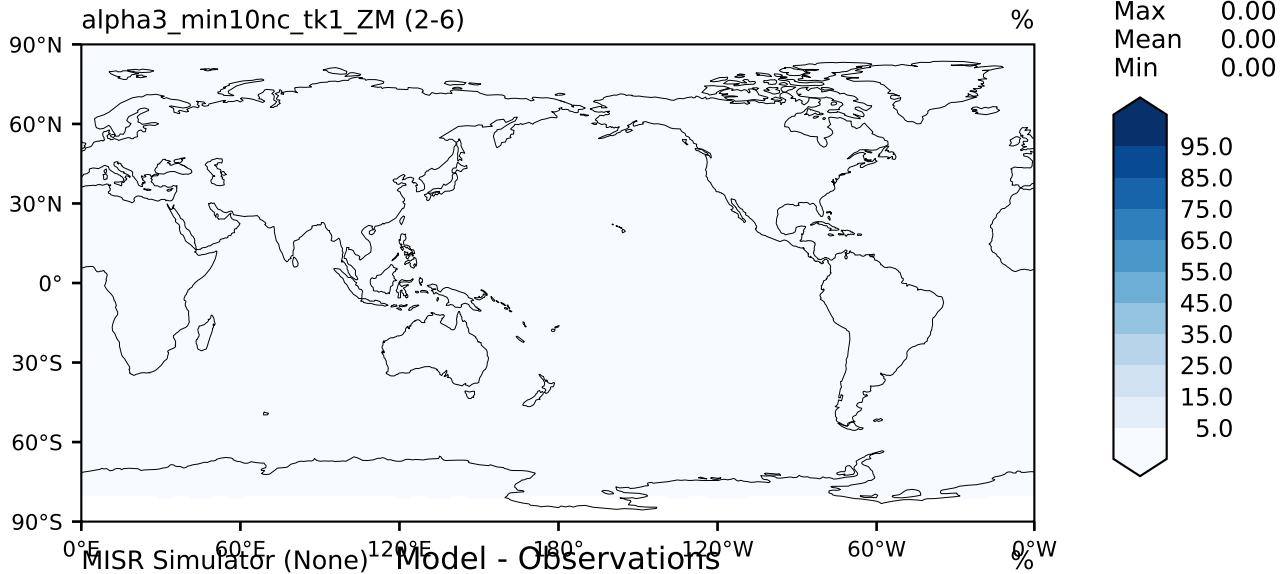 alpha3_min10nc_tk1_ZM (2-6) %
Max 0.00
Mean 0.00
Min 0.00
90°N
60°N
30°N
0°
30°S
60°S
90°S
0°E 60°E 120°E 180° 120°W 60°W 0°W
95.0
85.0
75.0
65.0
55.0
45.0
35.0
25.0
15.0
5.0
MISR Simulator (None) Model - Observations %